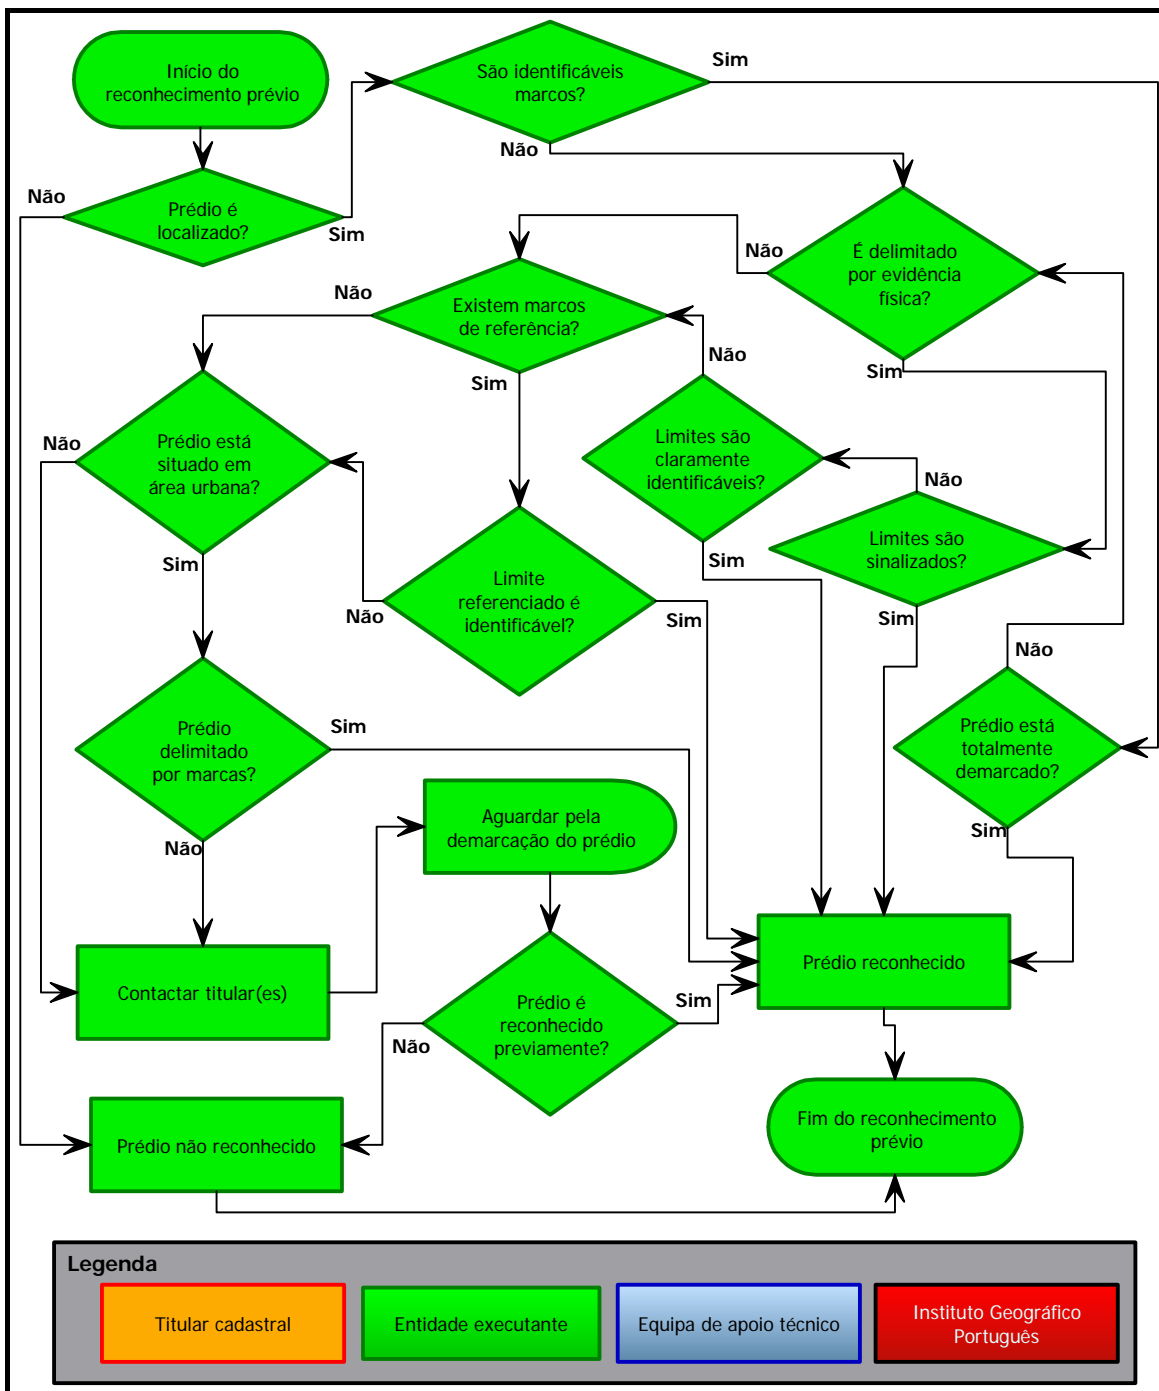 Início do
reconhecimento prévio
São identificáveis
marcos?
Sim
Não
Prédio é
localizado?
Não
Sim
É delimitado
por evidência
física?
Não
Sim
Existem marcos
de referência?
Não
Sim
Limites são
claramente
identificáveis?
Não
Sim
Prédio está
situado em
área urbana?
Não
Sim
Limites são
sinalizados?
Não
Sim
Limite
referenciado é
identificável?
Não
Sim
Prédio está
totalmente
demarcado?
Não
Sim
Prédio
delimitado
por marcas?
Sim
Não
Aguardar pela
demarcação do prédio
Contactar titular(es)
Prédio é
reconhecido
previamente?
Não
Sim
Prédio reconhecido
Prédio não reconhecido
Fim do reconhecimento
prévio
Legenda
Titular cadastral
Entidade executante
Equipa de apoio técnico
Instituto Geográfico
Português